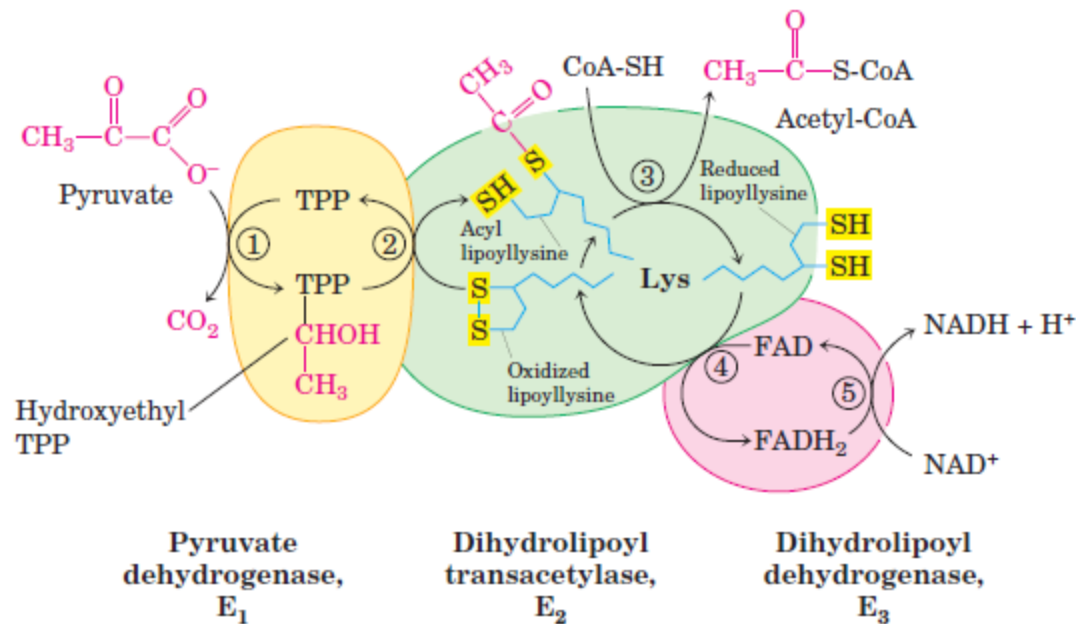 O
CH₃—C—C
O
O⁻
Pyruvate
CO₂
Hydroxyethyl
TPP
TPP
①
②
TPP
CHOH
CH₃
CH₃
C
O
S
SH
Acyl
lipoyllysine
S
S
Oxidized
lipoyllysine
CoA-SH
③
O
CH₃—C—S-CoA
Acetyl-CoA
Reduced
lipoyllysine
SH
SH
Lys
④
FAD
FADH₂
⑤
NADH + H⁺
NAD⁺
Pyruvate
dehydrogenase,
E₁
Dihydrolipoyl
transacetylase,
E₂
Dihydrolipoyl
dehydrogenase,
E₃